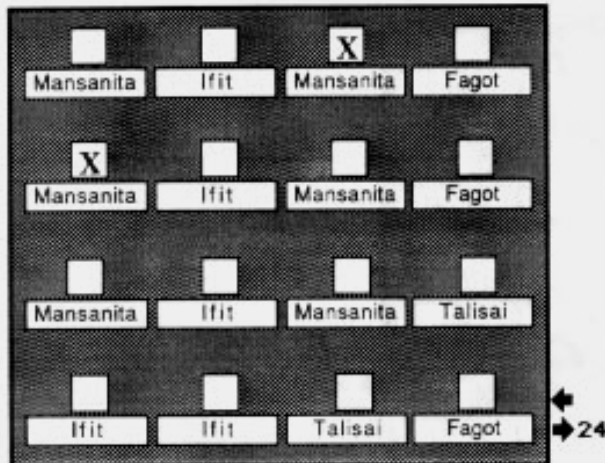 X
Mansanita Ifit Mansanita Fagot
X
Mansanita Ifit Mansanita Fagot
Mansanita Ifit Mansanita Talisai
Ifit Ifit Talisai Fagot
24